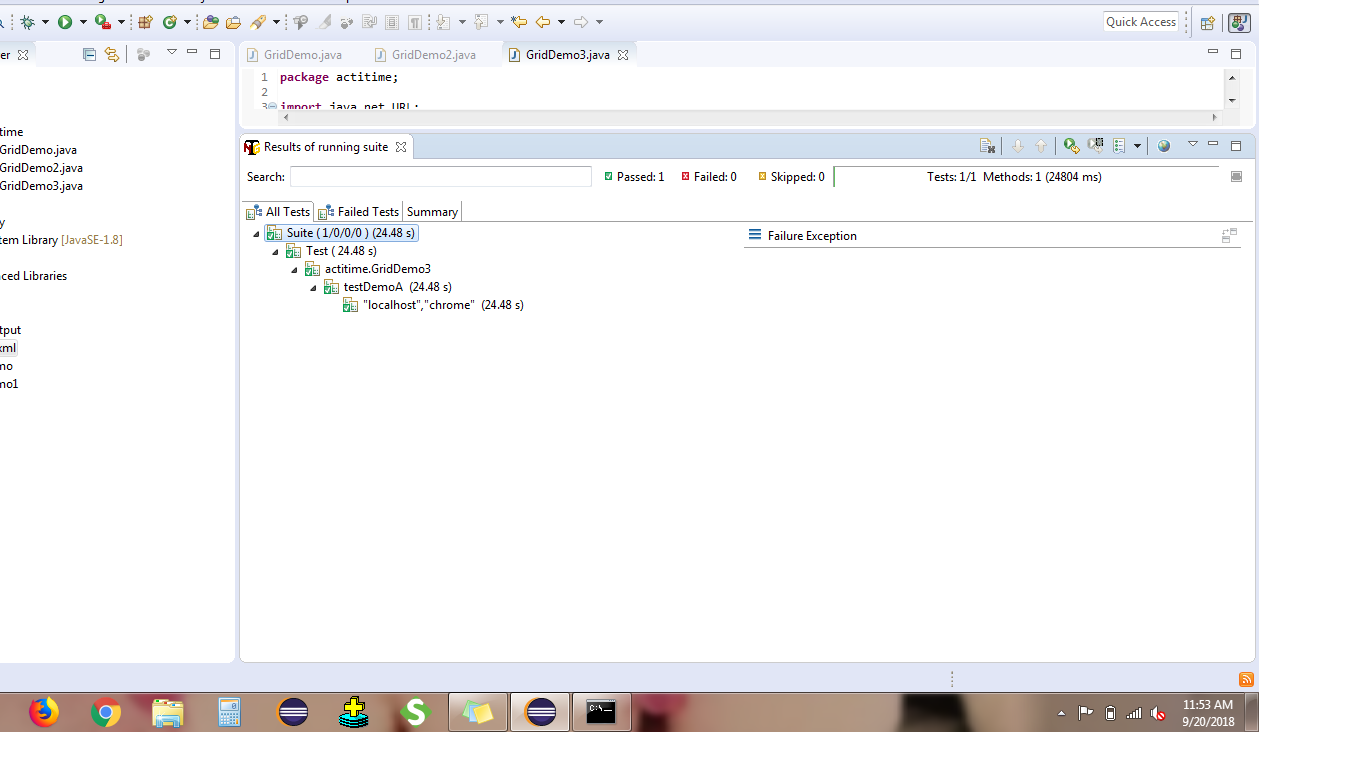 Quick Access
er
GridDemo.java
GridDemo2.java
GridDemo3.java
1 package actitime;
2
3 import java.net.URL;
time
GridDemo.java
GridDemo2.java
GridDemo3.java
y
tem Library [JavaSE-1.8]
ced Libraries
tput
xml
mo
mo1
Results of running suite
Search:
Passed: 1
Failed: 0
Skipped: 0
Tests: 1/1 Methods: 1 (24804 ms)
All Tests
Failed Tests
Summary
Suite ( 1/0/0/0 ) (24.48 s)
Test ( 24.48 s)
actitime.GridDemo3
testDemoA (24.48 s)
"localhost","chrome" (24.48 s)
Failure Exception
C:\
11:53 AM
9/20/2018